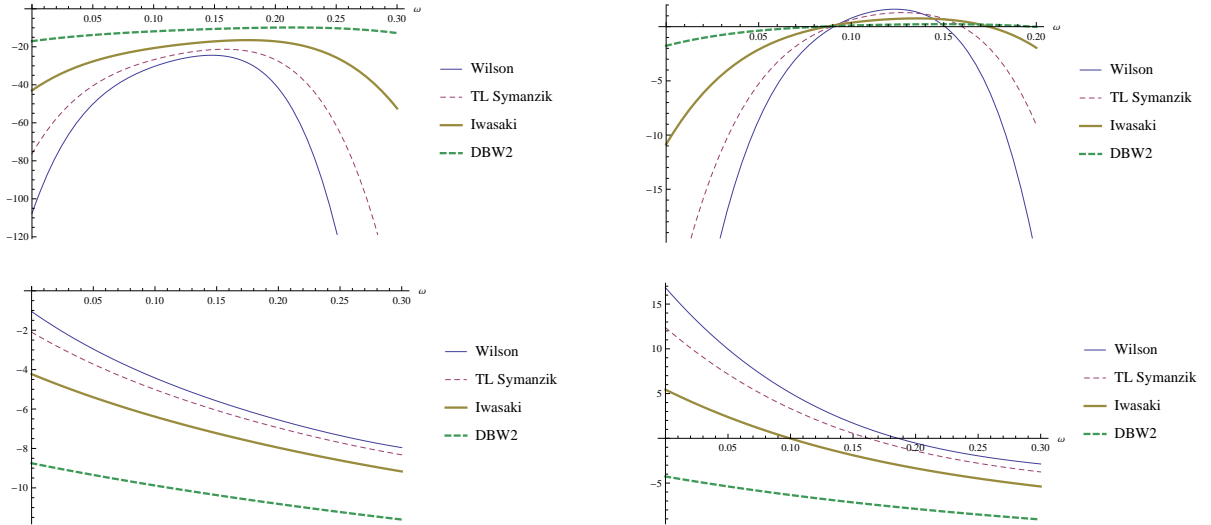 0.05 0.10 0.15 0.20 0.25 0.30 ω
-20
-40
-60
-80
-100
-120
Wilson
TL Symanzik
Iwasaki
DBW2
0.05 0.10 0.15 0.20 ω
-5
-10
-15
Wilson
TL Symanzik
Iwasaki
DBW2
0.05 0.10 0.15 0.20 0.25 0.30 ω
-2
-4
-6
-8
-10
Wilson
TL Symanzik
Iwasaki
DBW2
15
10
5
0.05 0.10 0.15 0.20 0.25 0.30 ω
-5
Wilson
TL Symanzik
Iwasaki
DBW2